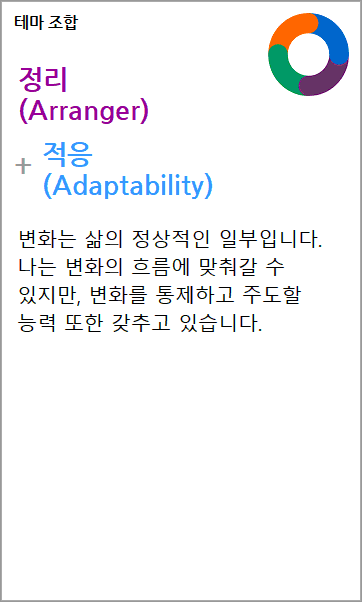 테마 조합
정리
(Arranger)
+ 적응
(Adaptability)
변화는 삶의 정상적인 일부입니다.
나는 변화의 흐름에 맞춰갈 수
있지만, 변화를 통제하고 주도할
능력 또한 갖추고 있습니다.